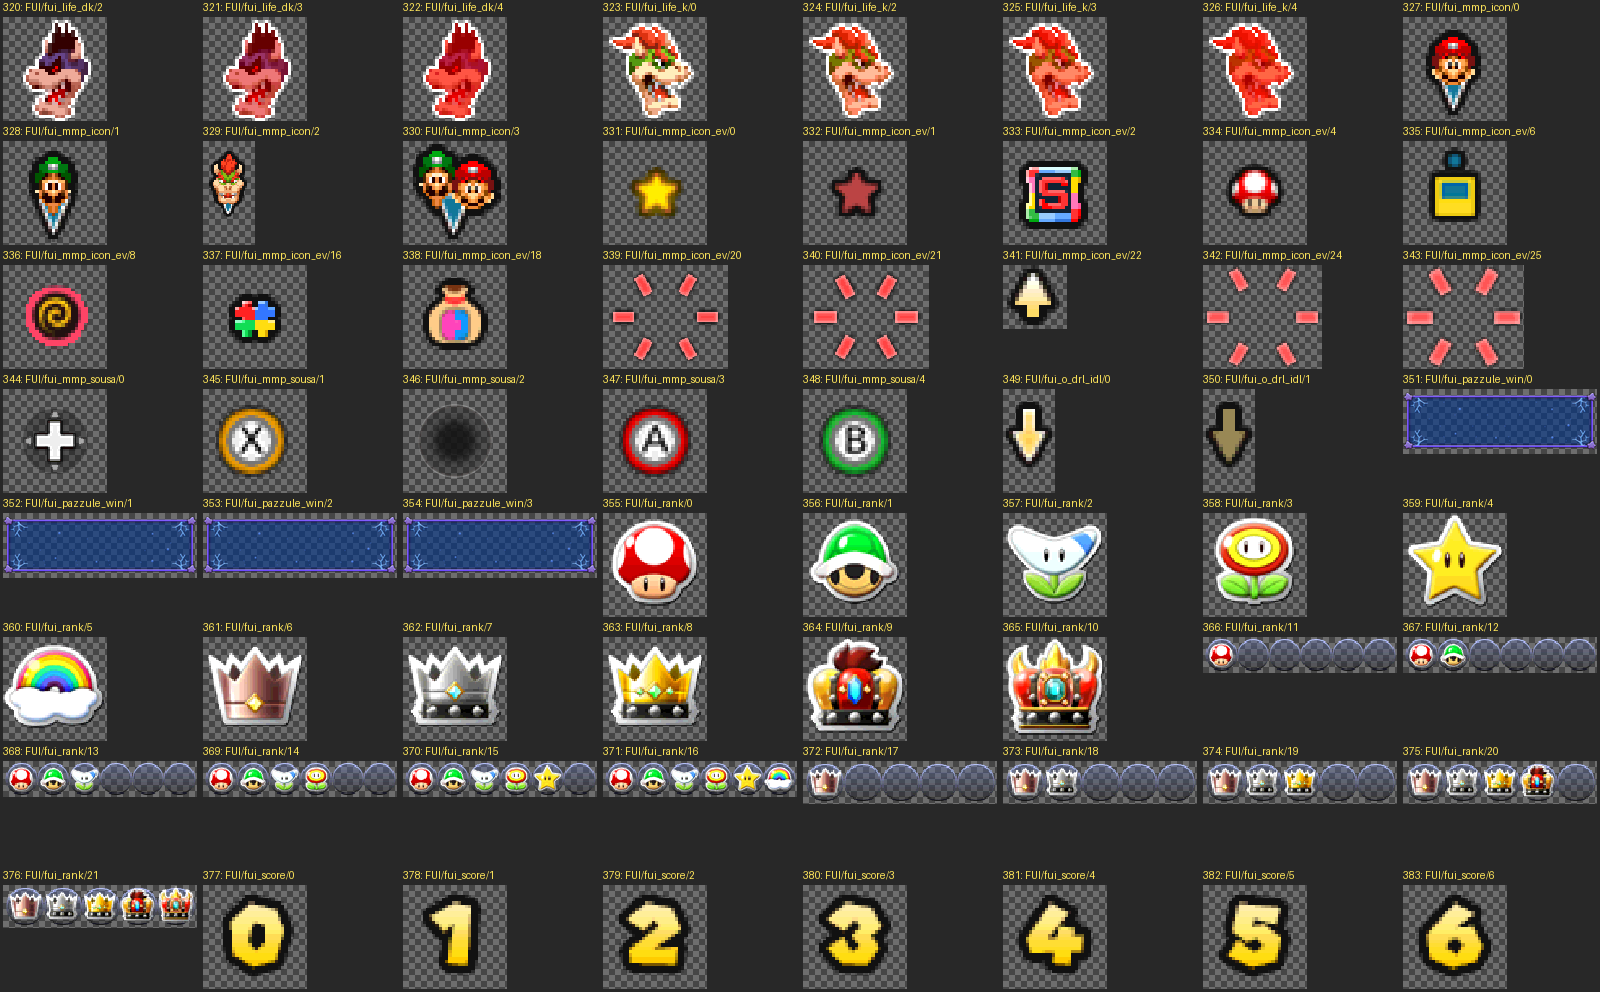 320: FUI/fui_life_dk/2 321: FUI/fui_life_dk/3 322: FUI/fui_life_dk/4 323: FUI/fui_life_k/0 324: FUI/fui_life_k/2 325: FUI/fui_life_k/3 326: FUI/fui_life_k/4 327: FUI/fui_mmp_icon/0
328: FUI/fui_mmp_icon/1 329: FUI/fui_mmp_icon/2 330: FUI/fui_mmp_icon/3 331: FUI/fui_mmp_icon_ev/0 332: FUI/fui_mmp_icon_ev/1 333: FUI/fui_mmp_icon_ev/2 334: FUI/fui_mmp_icon_ev/4 335: FUI/fui_mmp_icon_ev/6
S
336: FUI/fui_mmp_icon_ev/8 337: FUI/fui_mmp_icon_ev/16 338: FUI/fui_mmp_icon_ev/18 339: FUI/fui_mmp_icon_ev/20 340: FUI/fui_mmp_icon_ev/21 341: FUI/fui_mmp_icon_ev/22 342: FUI/fui_mmp_icon_ev/24 343: FUI/fui_mmp_icon_ev/25
344: FUI/fui_mmp_sousa/0 345: FUI/fui_mmp_sousa/1 346: FUI/fui_mmp_sousa/2 347: FUI/fui_mmp_sousa/3 348: FUI/fui_mmp_sousa/4 349: FUI/fui_o_drl_idl/0 350: FUI/fui_o_drl_idl/1 351: FUI/fui_pazzule_win/0
X A B
352: FUI/fui_pazzule_win/1 353: FUI/fui_pazzule_win/2 354: FUI/fui_pazzule_win/3 355: FUI/fui_rank/0 356: FUI/fui_rank/1 357: FUI/fui_rank/2 358: FUI/fui_rank/3 359: FUI/fui_rank/4
360: FUI/fui_rank/5 361: FUI/fui_rank/6 362: FUI/fui_rank/7 363: FUI/fui_rank/8 364: FUI/fui_rank/9 365: FUI/fui_rank/10 366: FUI/fui_rank/11 367: FUI/fui_rank/12
368: FUI/fui_rank/13 369: FUI/fui_rank/14 370: FUI/fui_rank/15 371: FUI/fui_rank/16 372: FUI/fui_rank/17 373: FUI/fui_rank/18 374: FUI/fui_rank/19 375: FUI/fui_rank/20
376: FUI/fui_rank/21 377: FUI/fui_score/0 378: FUI/fui_score/1 379: FUI/fui_score/2 380: FUI/fui_score/3 381: FUI/fui_score/4 382: FUI/fui_score/5 383: FUI/fui_score/6
0 1 2 3 4 5 6